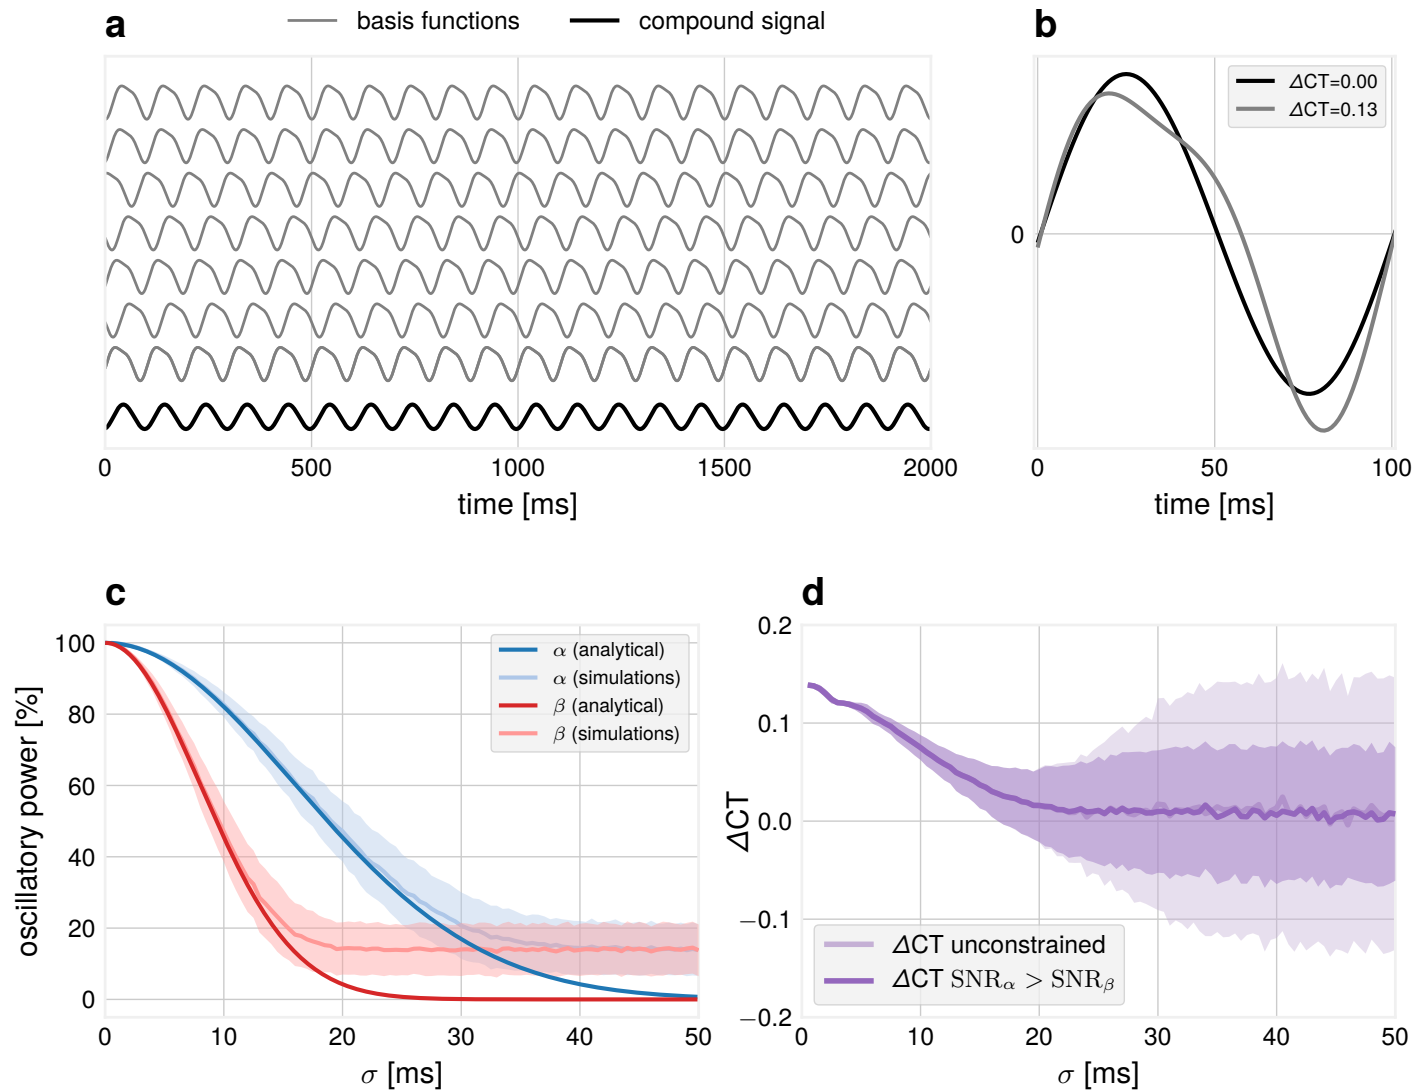 a
basis functions
compound signal
0
500
1000
1500
2000
time [ms]
b
ΔCT=0.00
ΔCT=0.13
0
0
50
100
time [ms]
c
oscillatory power [%]
100
80
60
40
20
0
α (analytical)
α (simulations)
β (analytical)
β (simulations)
0
10
20
30
40
50
σ [ms]
d
ΔCT
0.2
0.1
0.0
−0.1
−0.2
ΔCT unconstrained
ΔCT SNRα > SNRβ
0
10
20
30
40
50
σ [ms]